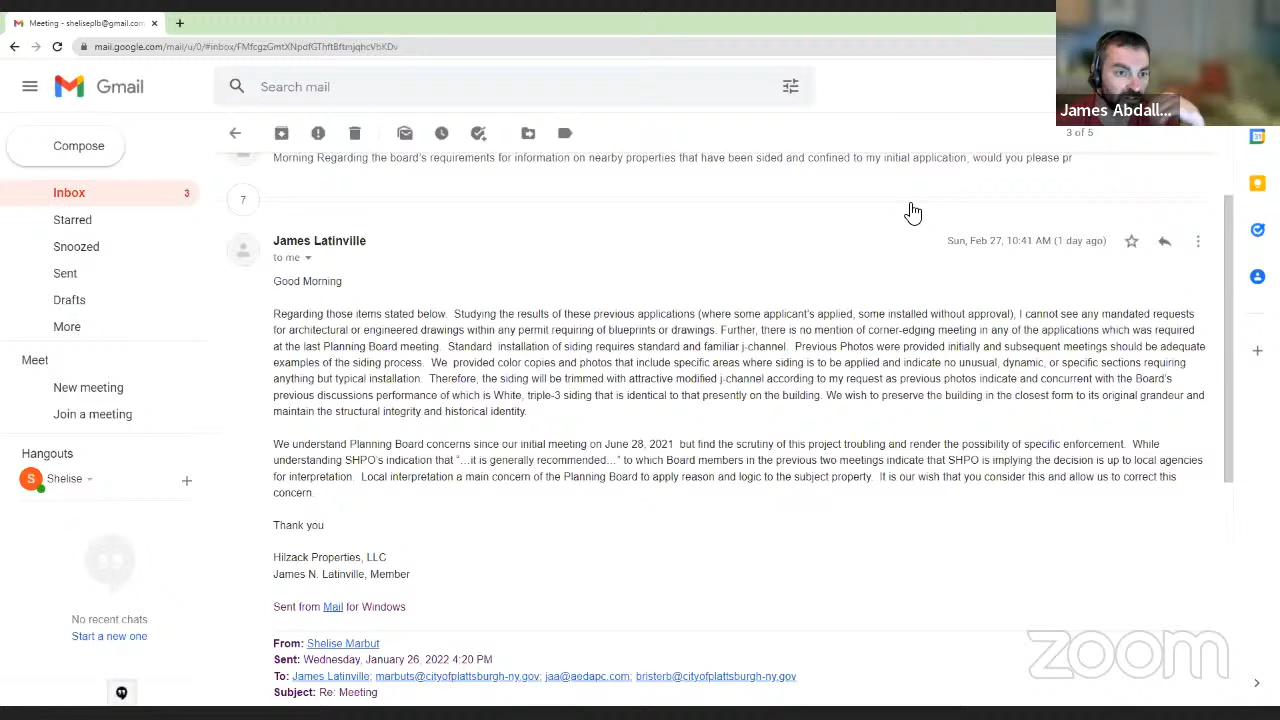 Meeting - sheliseplb@gmail.com
mail.google.com/mail/u/0/#inbox/FMfcgzGmtXNpdfGThftBftmjqhcVbKDv
Gmail
Search mail
James Abdall...
3 of 5
Compose
Inbox 3
Starred
Snoozed
Sent
Drafts
More
Meet
New meeting
Join a meeting
Hangouts
Shelise
No recent chats
Start a new one
Morning Regarding the board's requirements for information on nearby properties that have been sided and confined to my initial application, would you please pr
7
James Latinville
Sun, Feb 27, 10:41 AM (1 day ago)
to me
Good Morning
Regarding those items stated below. Studying the results of these previous applications (where some applicant's applied, some installed without approval), I cannot see any mandated requests
for architectural or engineered drawings within any permit requiring of blueprints or drawings. Further, there is no mention of corner-edging meeting in any of the applications which was required
at the last Planning Board meeting. Standard installation of siding requires standard and familiar j-channel. Previous Photos were provided initially and subsequent meetings should be adequate
examples of the siding process. We provided color copies and photos that include specific areas where siding is to be applied and indicate no unusual, dynamic, or specific sections requiring
anything but typical installation. Therefore, the siding will be trimmed with attractive modified j-channel according to my request as previous photos indicate and concurrent with the Board's
previous discussions performance of which is White, triple-3 siding that is identical to that presently on the building. We wish to preserve the building in the closest form to its original grandeur and
maintain the structural integrity and historical identity.
We understand Planning Board concerns since our initial meeting on June 28, 2021 but find the scrutiny of this project troubling and render the possibility of specific enforcement. While
understanding SHPO's indication that "...it is generally recommended..." to which Board members in the previous two meetings indicate that SHPO is implying the decision is up to local agencies
for interpretation. Local interpretation a main concern of the Planning Board to apply reason and logic to the subject property. It is our wish that you consider this and allow us to correct this
concern.
Thank you
Hilzack Properties, LLC
James N. Latinville, Member
Sent from Mail for Windows
From: Shelise Marbut
Sent: Wednesday, January 26, 2022 4:20 PM
To: James Latinville; marbuts@cityofplattsburgh-ny.gov; jaa@aedapc.com; bristerb@cityofplattsburgh-ny.gov
Subject: Re: Meeting
zoom